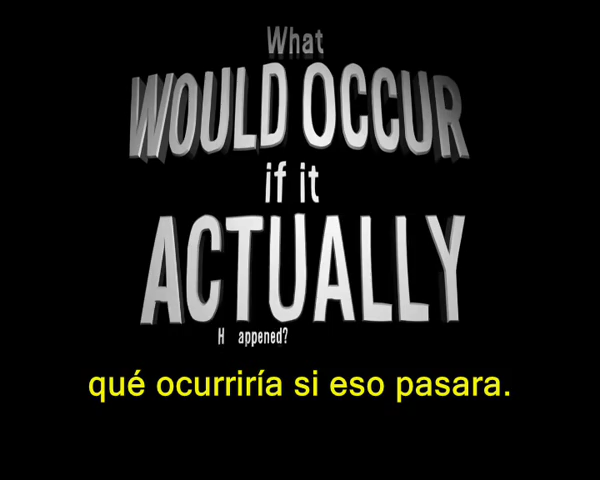 What
WOULD OCCUR
if it
ACTUALLY
H appened?
qué ocurriría si eso pasara.